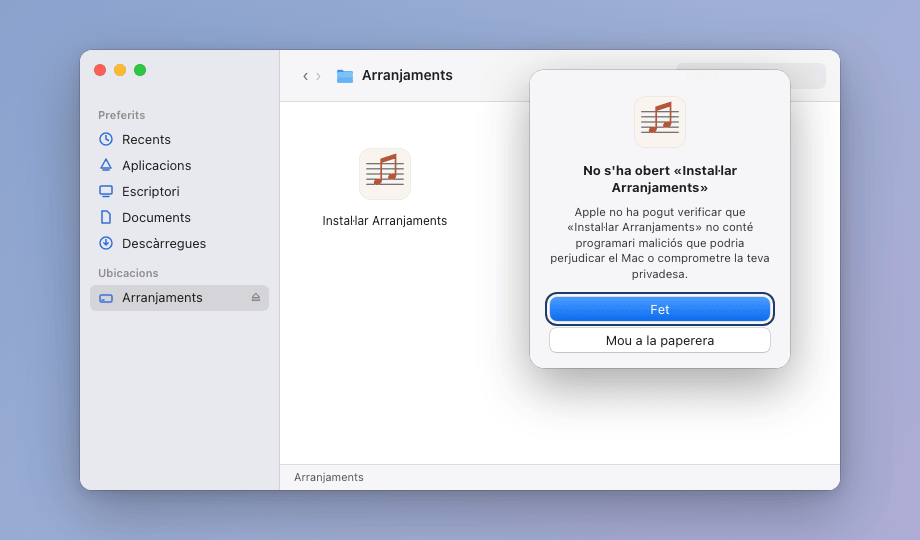 Preferits
Recents
Aplicacions
Escriptori
Documents
Descàrregues
Ubicacions
Arranjaments
Arranjaments
Instal·lar Arranjaments
Arranjaments
No s'ha obert «Instal·lar
Arranjaments»
Apple no ha pogut verificar que
«Instal·lar Arranjaments» no conté
programari maliciós que podria
perjudicar el Mac o comprometre la teva
privadesa.
Fet
Mou a la paperera